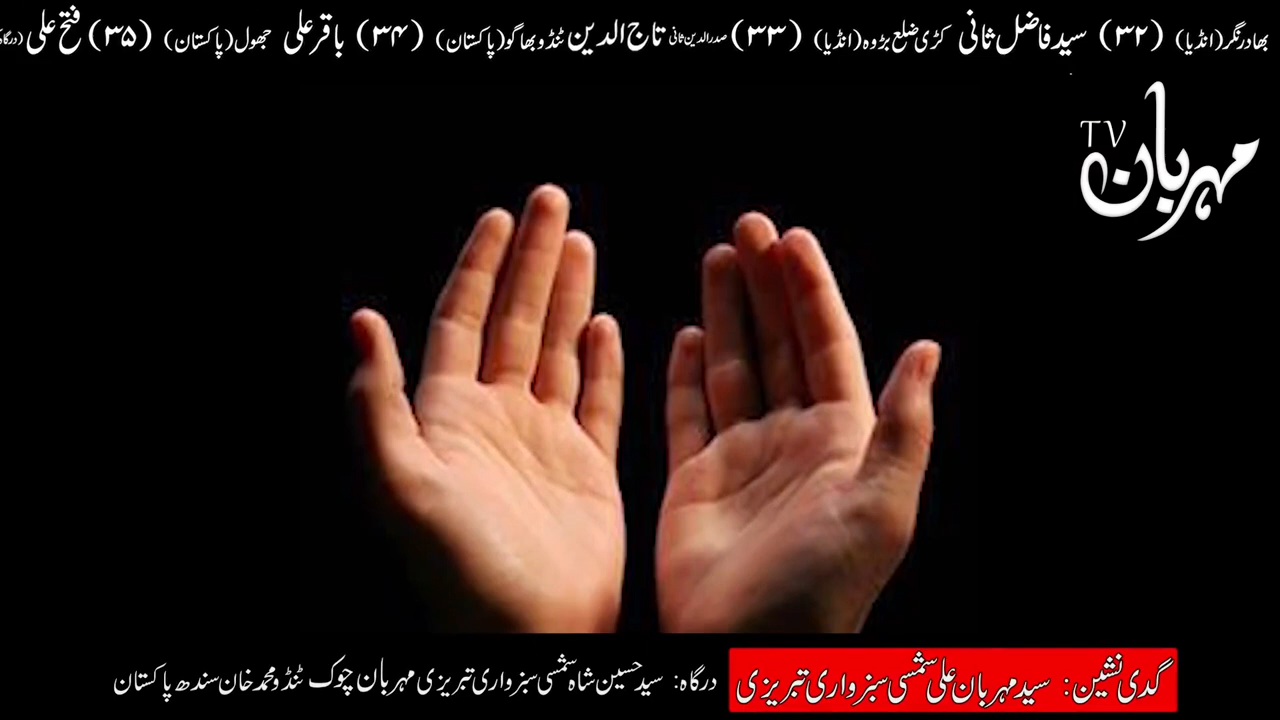 بھادرنگر (انڈیا) (۳۲) سید فاضل ثانی کڑی ضلع بڑوہ (انڈیا) (۳۳) صدرالدین ثانی تاج الدین ٹنڈو بھاگو (پاکستان) (۳۴) باقر علی جھول (پاکستان) (۳۵) فتح علی (درگاہ
مہربان TV
گدی نشین: سید مہربان علی شمسی سبزواری تبریزی درگاہ: سید حسین شاہ شمسی سبزواری تبریزی مہربان چوک ٹنڈو محمد خان سندھ پاکستان